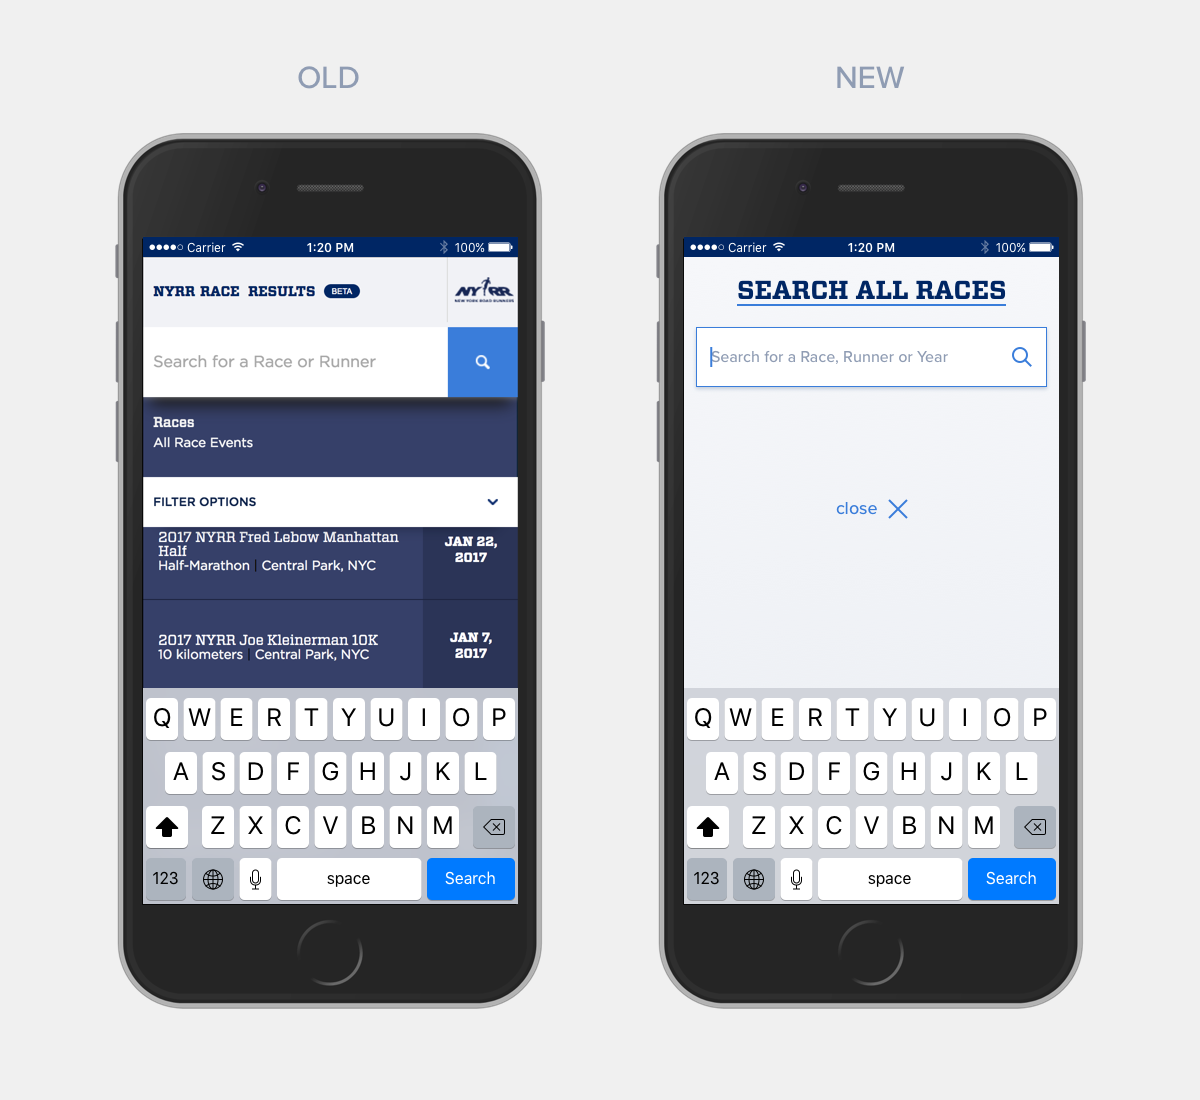 OLD
NEW
Carrier 1:20 PM 100%
NYRR RACE RESULTS BETA
NYRR
NEW YORK ROAD RUNNERS
Search for a Race or Runner
Races
All Race Events
FILTER OPTIONS
2017 NYRR Fred Lebow Manhattan
Half
Half-Marathon | Central Park, NYC
JAN 22,
2017
2017 NYRR Joe Kleinerman 10K
10 kilometers | Central Park, NYC
JAN 7,
2017
Q W E R T Y U I O P
A S D F G H J K L
Z X C V B N M
123 space Search
Carrier 1:20 PM 100%
SEARCH ALL RACES
Search for a Race, Runner or Year
close
Q W E R T Y U I O P
A S D F G H J K L
Z X C V B N M
123 space Search